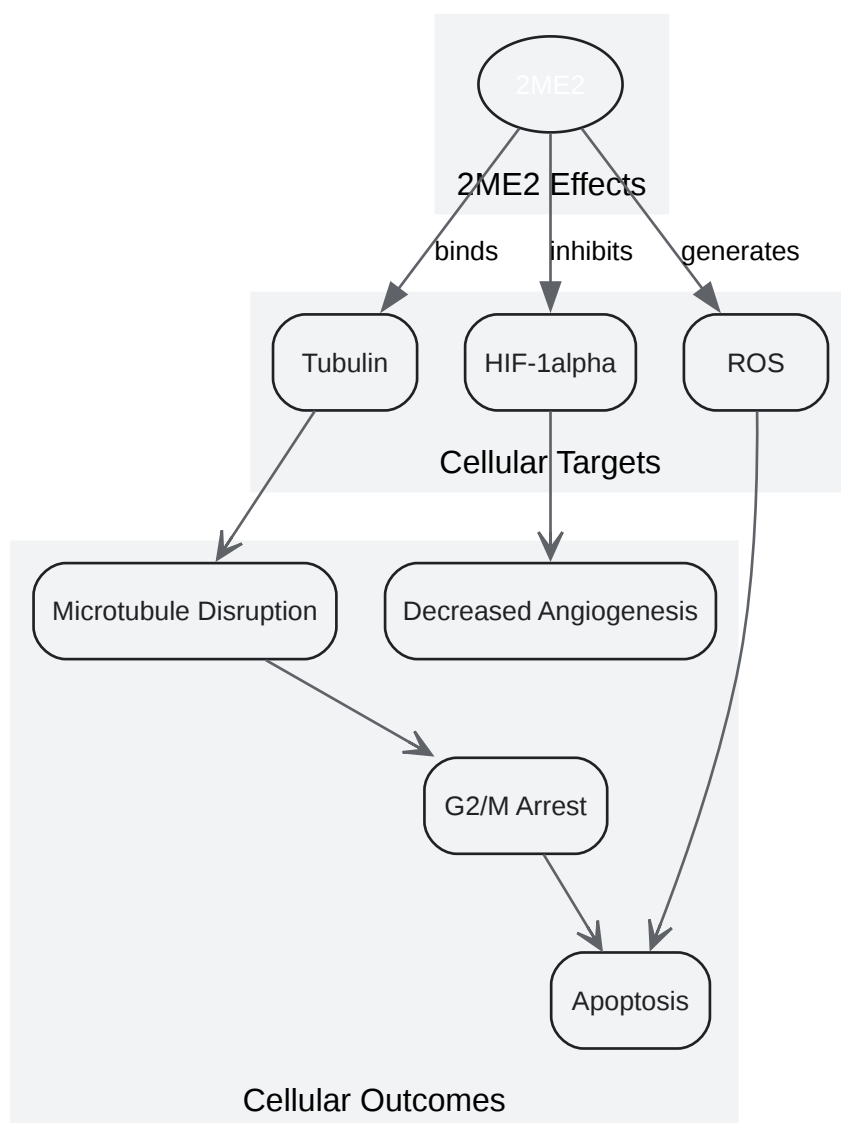 2ME2
2ME2 Effects
binds
inhibits
generates
Tubulin
HIF-1alpha
ROS
Cellular Targets
Microtubule Disruption
Decreased Angiogenesis
G2/M Arrest
Apoptosis
Cellular Outcomes